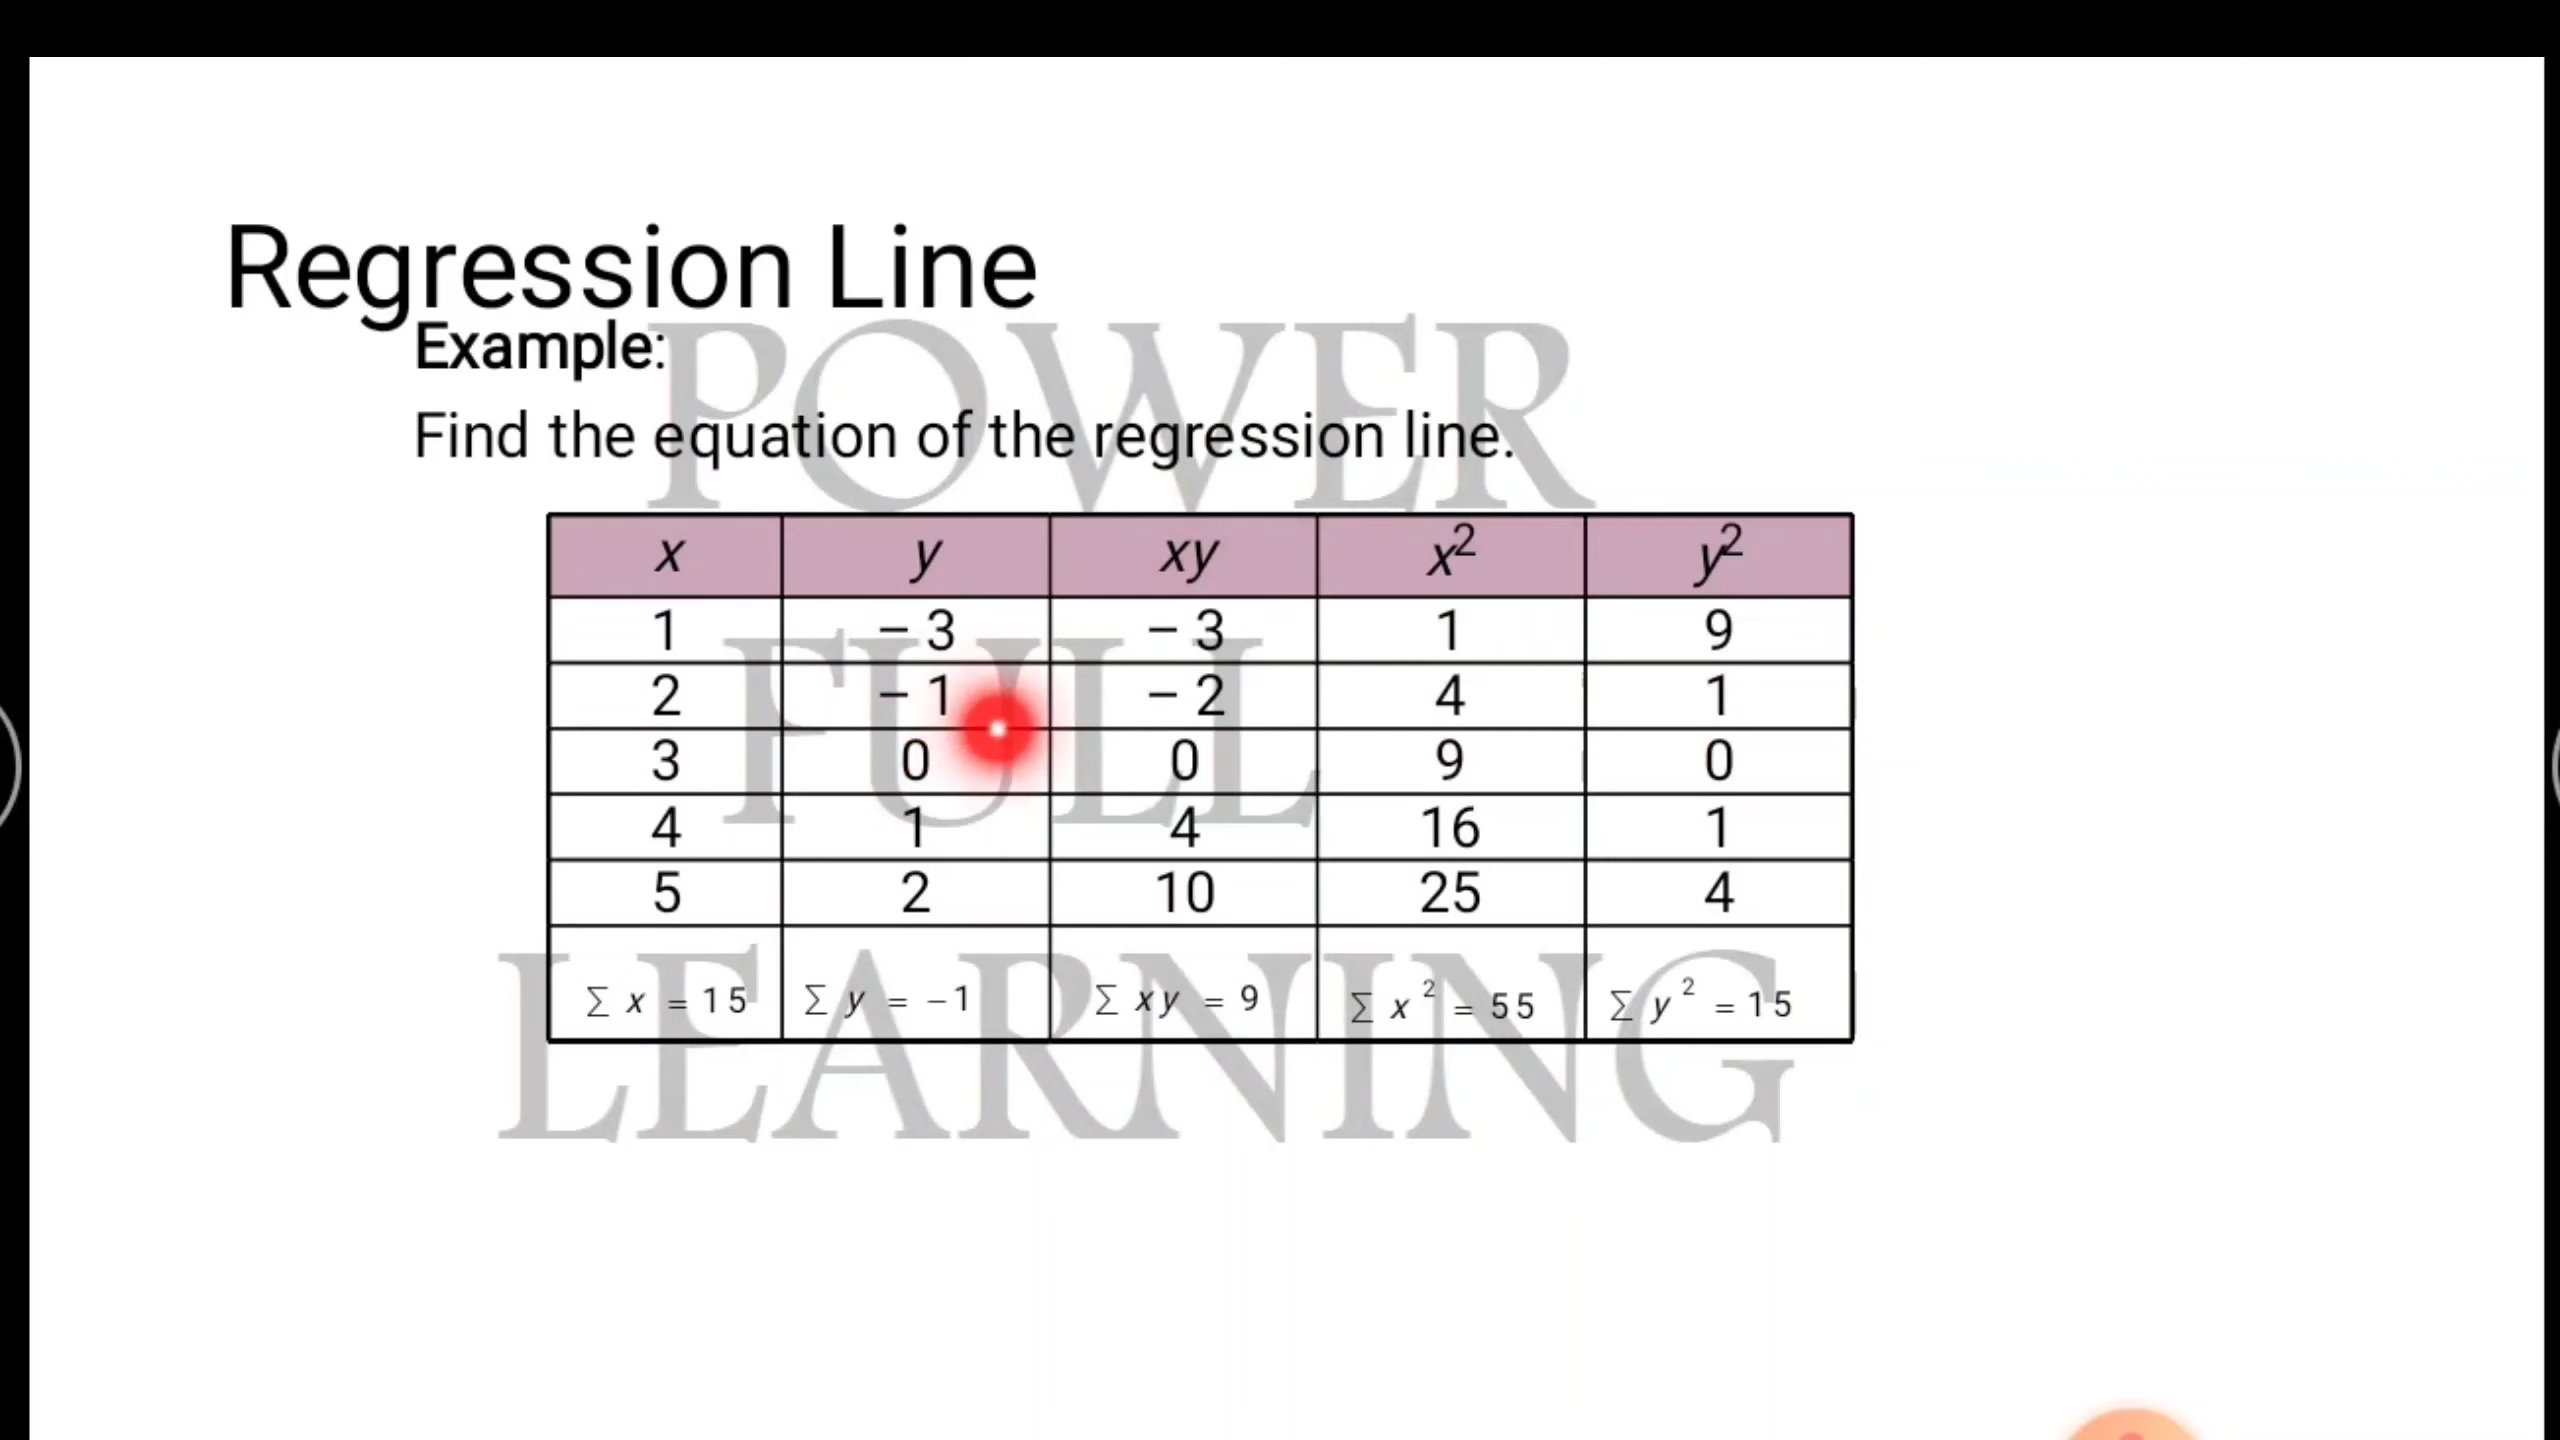 Regression Line
Example:
Find the equation of the regression line.
x y xy x² y²
1 – 3 – 3 1 9
2 – 1 – 2 4 1
3 0 0 9 0
4 1 4 16 1
5 2 10 25 4
∑ x = 15 ∑ y = –1 ∑ xy = 9 ∑ x² = 55 ∑ y² = 15
POWER
FULL
LEARNING